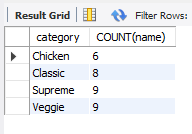 Result Grid Filter Rows:
category COUNT(name)
Chicken 6
Classic 8
Supreme 9
Veggie 9